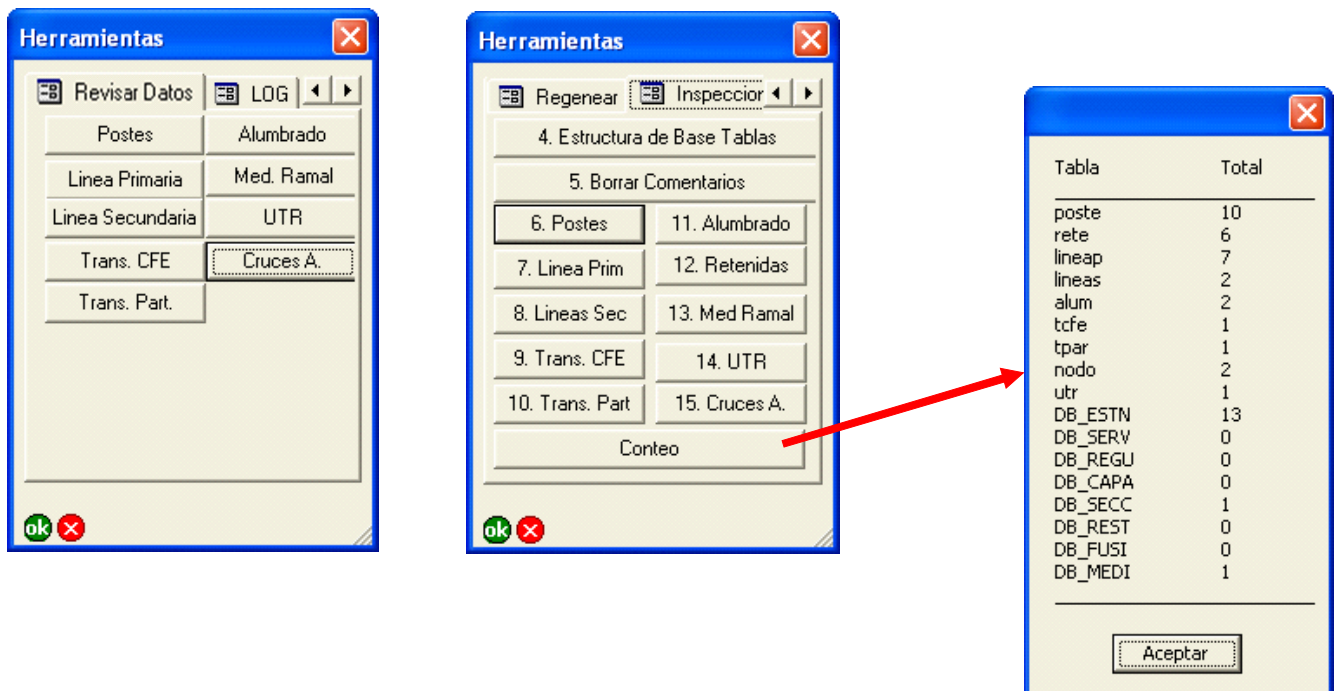 Herramientas
Revisar Datos LOG
Postes Alumbrado
Linea Primaria Med. Ramal
Linea Secundaria UTR
Trans. CFE Cruces A.
Trans. Part.
ok
Herramientas
Regenear Inspeccior
4. Estructura de Base Tablas
5. Borrar Comentarios
6. Postes 11. Alumbrado
7. Linea Prim 12. Retenidas
8. Lineas Sec 13. Med Ramal
9. Trans. CFE 14. UTR
10. Trans. Part 15. Cruces A.
Conteo
ok
Tabla Total
poste 10
rete 6
lineap 7
lineas 2
alum 2
tcfe 1
tpar 1
nodo 2
utr 1
DB_ESTN 13
DB_SERV 0
DB_REGU 0
DB_CAPA 0
DB_SECC 1
DB_REST 0
DB_FUSI 0
DB_MEDI 1
Aceptar